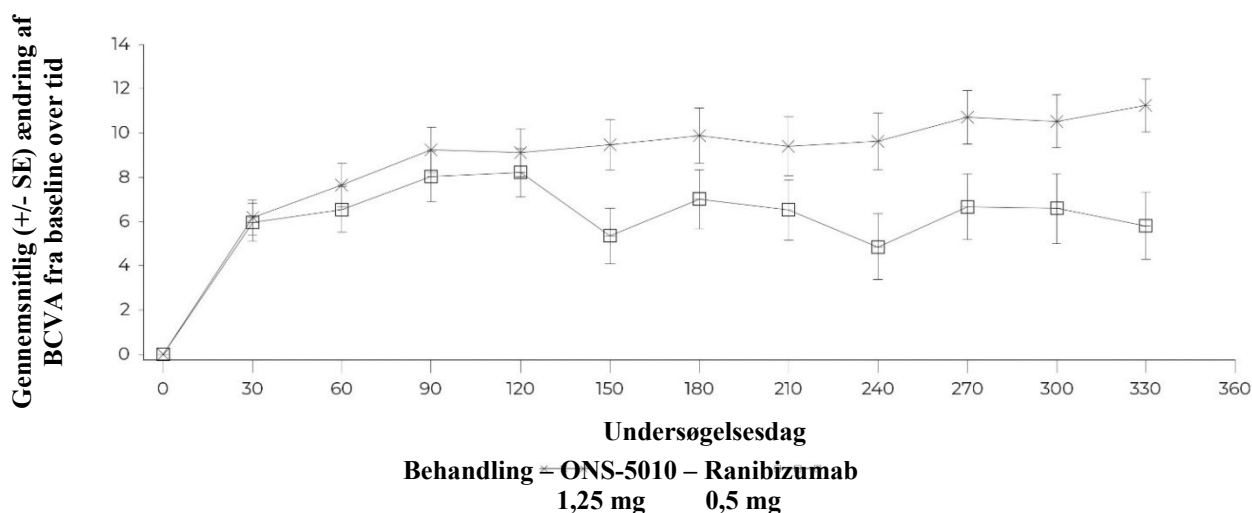 Gennemsnitlig (+/- SE) ændring af
BCVA fra baseline over tid
14
12
10
8
6
4
2
0
0 30 60 90 120 150 180 210 240 270 300 330 360
Undersøgelsesdag
Behandling – ONS-5010 – Ranibizumab
1,25 mg 0,5 mg